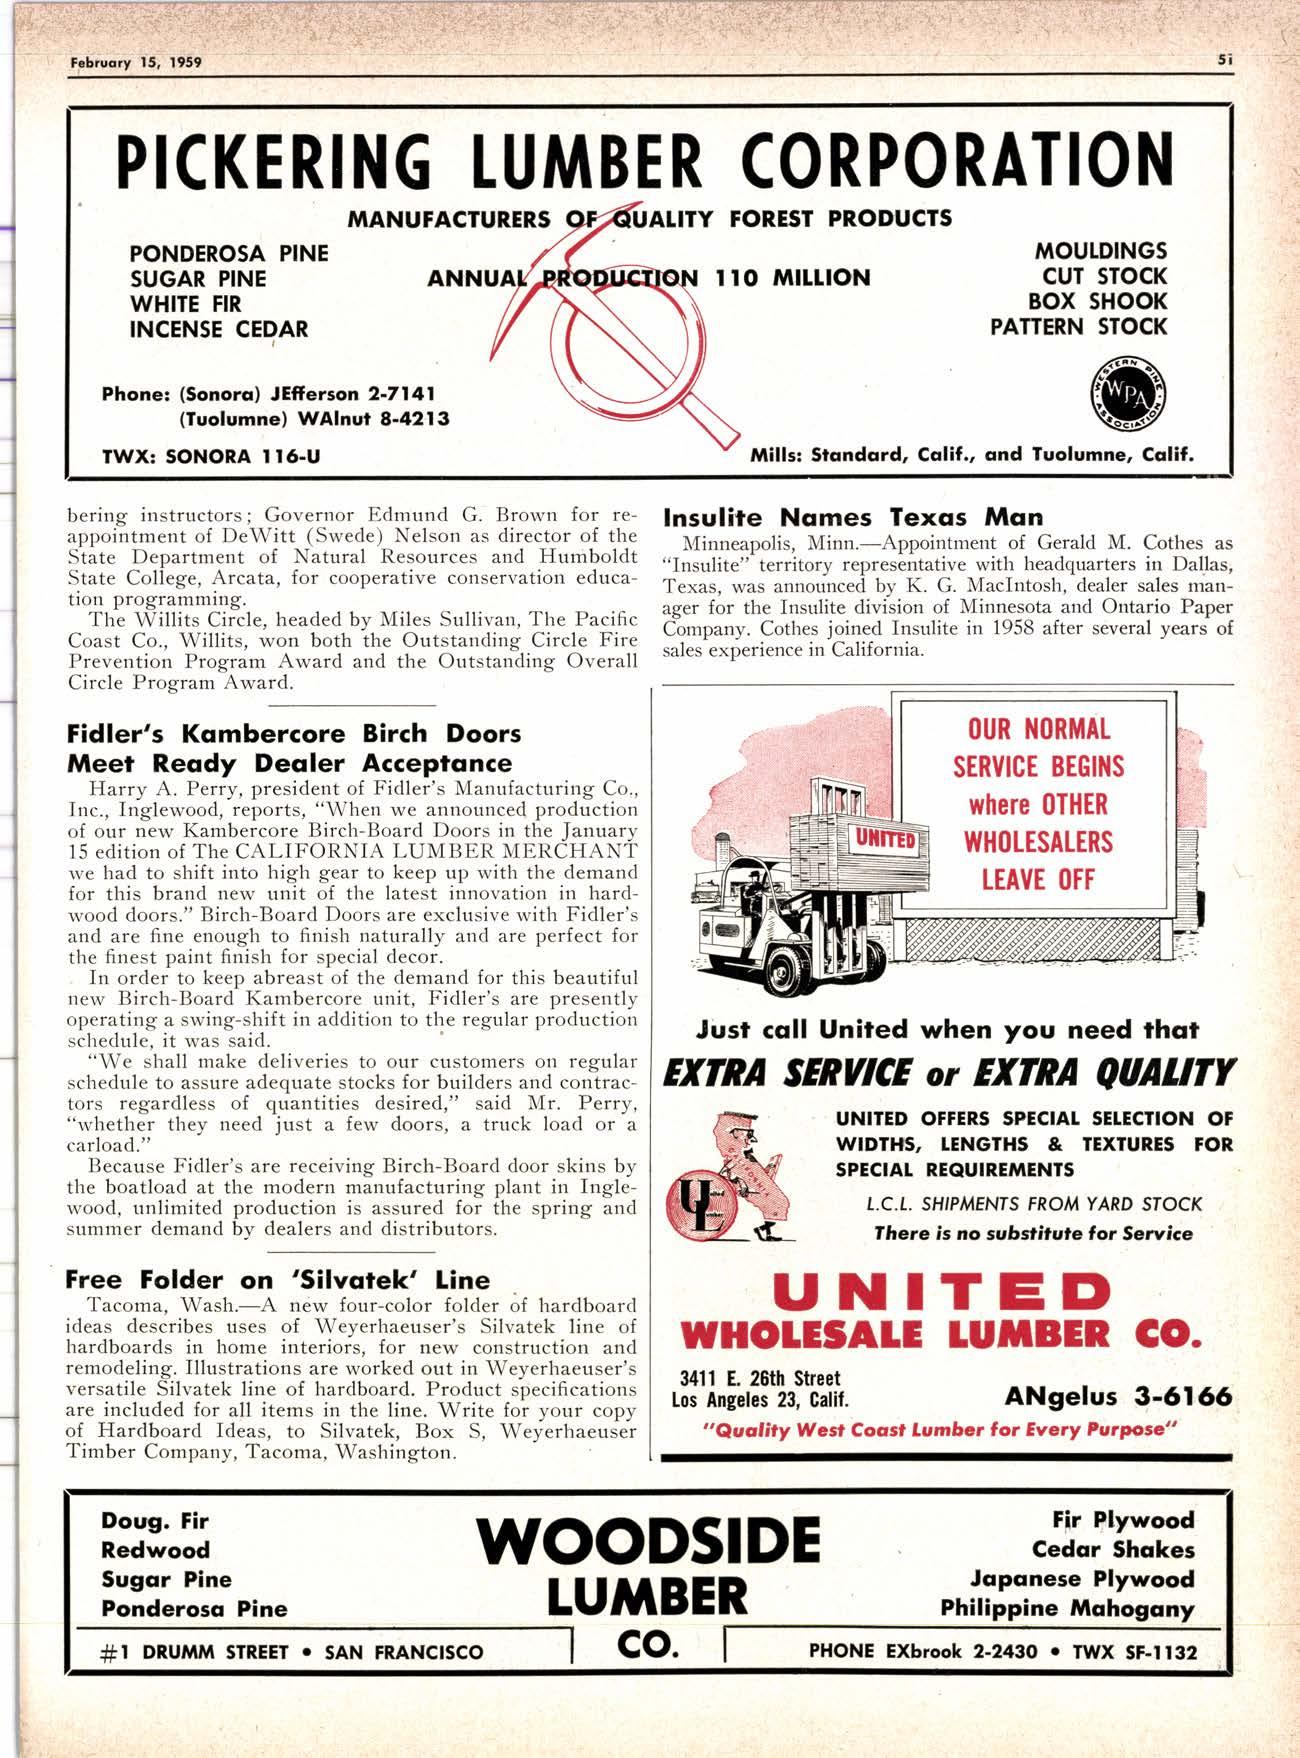 February 15, 1959
51
PICKERING LUMBER CORPORATION
MANUFACTURERS OF QUALITY FOREST PRODUCTS
PONDEROSA PINE
SUGAR PINE
WHITE FIR
INCENSE CEDAR
ANNUAL PRODUCTION 110 MILLION
MOULDINGS
CUT STOCK
BOX SHOOK
PATTERN STOCK
WESTERN PINE
WPA
ASSOCIATION
Phone: (Sonora) JEfferson 2-7141
(Tuolumne) WAlnut 8-4213
TWX: SONORA 116-U
Mills: Standard, Calif., and Tuolumne, Calif.
bering instructors; Governor Edmund G. Brown for re-
appointment of DeWitt (Swede) Nelson as director of the
State Department of Natural Resources and Humboldt
State College, Arcata, for cooperative conservation educa-
tion programming.
The Willits Circle, headed by Miles Sullivan, The Pacific
Coast Co., Willits, won both the Outstanding Circle Fire
Prevention Program Award and the Outstanding Overall
Circle Program Award.
Fidler's Kambercore Birch Doors
Meet Ready Dealer Acceptance
Harry A. Perry, president of Fidler's Manufacturing Co.,
Inc., Inglewood, reports, "When we announced production
of our new Kambercore Birch-Board Doors in the January
15 edition of The CALIFORNIA LUMBER MERCHANT
we had to shift into high gear to keep up with the demand
for this brand new unit of the latest innovation in hard-
wood doors." Birch-Board Doors are exclusive with Fidler's
and are fine enough to finish naturally and are perfect for
the finest paint finish for special decor.
In order to keep abreast of the demand for this beautiful
new Birch-Board Kambercore unit, Fidler's are presently
operating a swing-shift in addition to the regular production
schedule, it was said.
"We shall make deliveries to our customers on regular
schedule to assure adequate stocks for builders and contrac-
tors regardless of quantities desired," said Mr. Perry,
"whether they need just a few doors, a truck load or a
carload."
Because Fidler's are receiving Birch-Board door skins by
the boatload at the modern manufacturing plant in Ingle-
wood, unlimited production is assured for the spring and
summer demand by dealers and distributors.
Free Folder on 'Silvatek' Line
Tacoma, Wash.—A new four-color folder of hardboard
ideas describes uses of Weyerhaeuser's Silvatek line of
hardboards in home interiors, for new construction and
remodeling. Illustrations are worked out in Weyerhaeuser's
versatile Silvatek line of hardboard. Product specifications
are included for all items in the line. Write for your copy
of Hardboard Ideas, to Silvatek, Box S, Weyerhaeuser
Timber Company, Tacoma, Washington.
Insulite Names Texas Man
Minneapolis, Minn.—Appointment of Gerald M. Cothes as
"Insulite" territory representative with headquarters in Dallas,
Texas, was announced by K. G. MacIntosh, dealer sales man-
ager for the Insulite division of Minnesota and Ontario Paper
Company. Cothes joined Insulite in 1958 after several years of
sales experience in California.
OUR NORMAL
SERVICE BEGINS
where OTHER
WHOLESALERS
LEAVE OFF
UNITED
Just call United when you need that
EXTRA SERVICE or EXTRA QUALITY
United
Lumber
UNITED OFFERS SPECIAL SELECTION OF
WIDTHS, LENGTHS & TEXTURES FOR
SPECIAL REQUIREMENTS
L.C.L. SHIPMENTS FROM YARD STOCK
There is no substitute for Service
UNITED
WHOLESALE LUMBER CO.
3411 E. 26th Street
Los Angeles 23, Calif.
ANgelus 3-6166
"Quality West Coast Lumber for Every Purpose"
Doug. Fir
Redwood
Sugar Pine
Ponderosa Pine
WOODSIDE
LUMBER
CO.
Fir Plywood
Cedar Shakes
Japanese Plywood
Philippine Mahogany
#1 DRUMM STREET • SAN FRANCISCO
PHONE EXbrook 2-2430 • TWX SF-1132